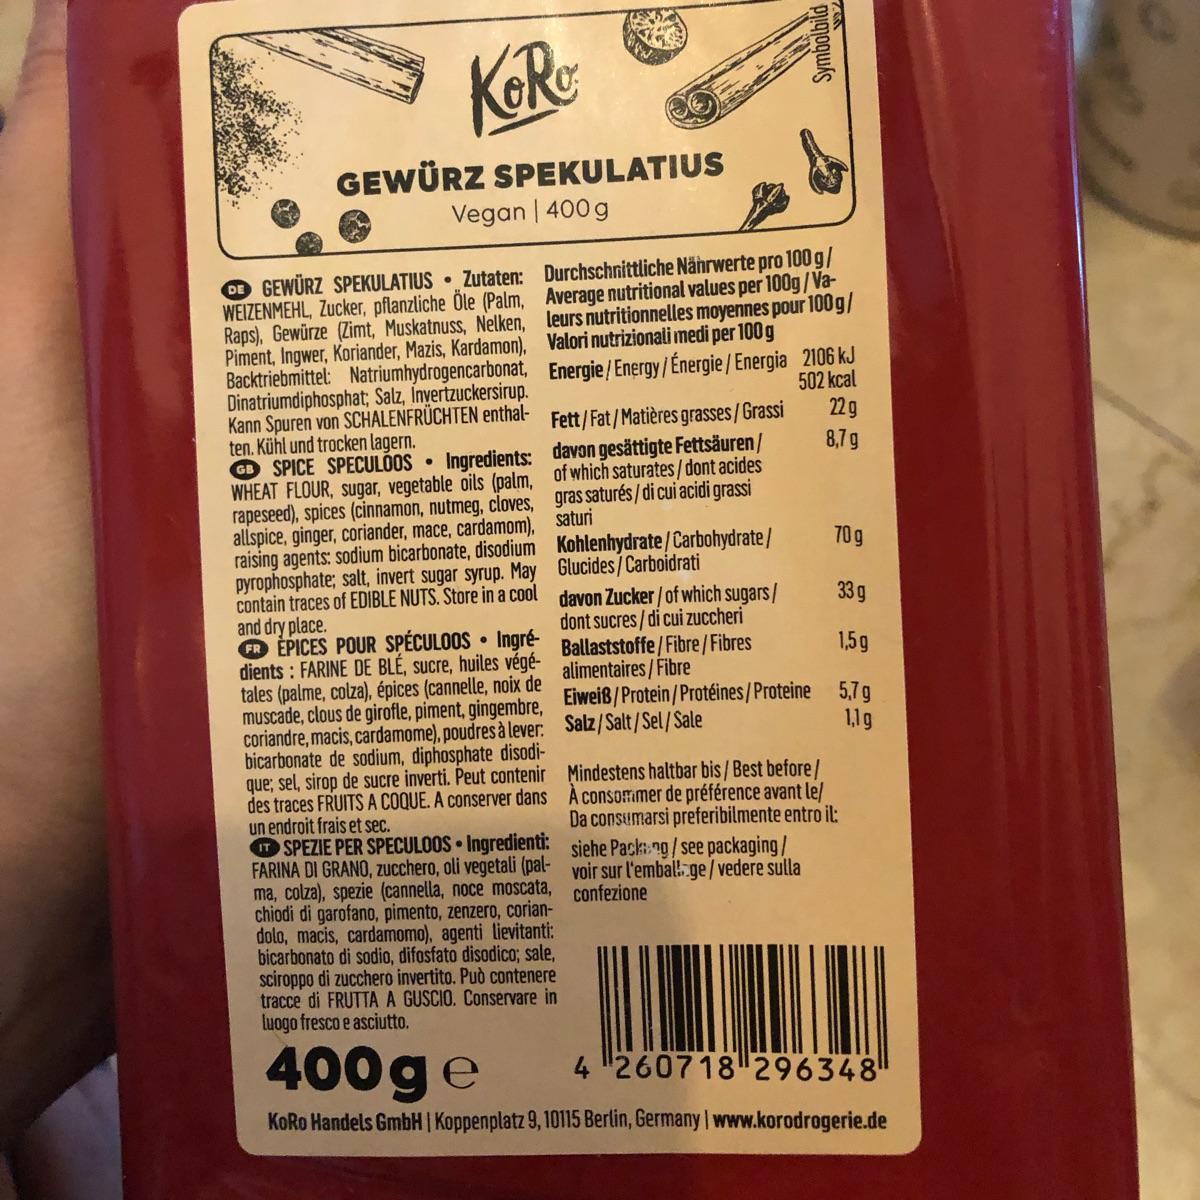 Symbolbild
KoRo
GEWÜRZ SPEKULATIUS
Vegan | 400 g
DE GEWÜRZ SPEKULATIUS • Zutaten:
WEIZENMEHL, Zucker, pflanzliche Öle (Palm,
Raps), Gewürze (Zimt, Muskatnuss, Nelken,
Piment, Ingwer, Koriander, Mazis, Kardamon),
Backtriebmittel: Natriumhydrogencarbonat,
Dinatriumdiphosphat; Salz, Invertzuckersirup.
Kann Spuren von SCHALENFRÜCHTEN enthal-
ten. Kühl und trocken lagern.
GB SPICE SPECULOOS • Ingredients:
WHEAT FLOUR, sugar, vegetable oils (palm,
rapeseed), spices (cinnamon, nutmeg, cloves,
allspice, ginger, coriander, mace, cardamom),
raising agents: sodium bicarbonate, disodium
pyrophosphate; salt, invert sugar syrup. May
contain traces of EDIBLE NUTS. Store in a cool
and dry place.
FR ÉPICES POUR SPÉCULOOS • Ingré-
dients : FARINE DE BLÉ, sucre, huiles végé-
tales (palme, colza), épices (cannelle, noix de
muscade, clous de girofle, piment, gingembre,
coriandre, macis, cardamome), poudres à lever:
bicarbonate de sodium, diphosphate disodi-
que; sel, sirop de sucre inverti. Peut contenir
des traces FRUITS A COQUE. A conserver dans
un endroit frais et sec.
IT SPEZIE PER SPECULOOS • Ingredienti:
FARINA DI GRANO, zucchero, oli vegetali (pal-
ma, colza), spezie (cannella, noce moscata,
chiodi di garofano, pimento, zenzero, corian-
dolo, macis, cardamomo), agenti lievitanti:
bicarbonato di sodio, difosfato disodico; sale,
sciroppo di zucchero invertito. Può contenere
tracce di FRUTTA A GUSCIO. Conservare in
luogo fresco e asciutto.
400g e
Durchschnittliche Nährwerte pro 100 g/
Average nutritional values per 100g / Va-
leurs nutritionnelles moyennes pour 100 g/
Valori nutrizionali medi per 100 g
Energie / Energy / Énergie / Energia 2106 kJ
502 kcal
Fett / Fat / Matières grasses / Grassi 22 g
davon gesättigte Fettsäuren / 8,7 g
of which saturates / dont acides
gras saturés / di cui acidi grassi
saturi
Kohlenhydrate / Carbohydrate / 70 g
Glucides / Carboidrati
davon Zucker / of which sugars / 33 g
dont sucres / di cui zuccheri
Ballaststoffe / Fibre / Fibres 1,5 g
alimentaires / Fibre
Eiweiß / Protein / Protéines / Proteine 5,7 g
Salz / Salt / Sel / Sale 1,1 g
Mindestens haltbar bis / Best before /
À consommer de préférence avant le/
Da consumarsi preferibilmente entro il:
siehe Packung / see packaging /
voir sur l'emballage / vedere sulla
confezione
4 260718 296348
KoRo Handels GmbH | Koppenplatz 9, 10115 Berlin, Germany | www.korodrogerie.de